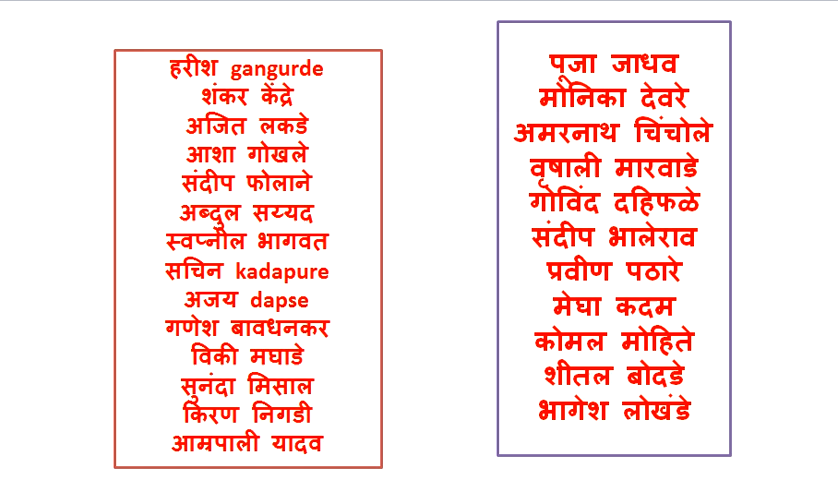 हरीश gangurde
शंकर केंद्रे
अजित लकडे
आशा गोखले
संदीप फोलाने
अब्दुल सय्यद
स्वप्नील भागवत
सचिन kadapure
अजय dapse
गणेश बावधनकर
विकी मघाडे
सुनंदा मिसाल
किरण निगडी
आम्रपाली यादव
पूजा जाधव
मोनिका देवरे
अमरनाथ चिंचोले
वृषाली मारवाडे
गोविंद दहिफळे
संदीप भालेराव
प्रवीण पठारे
मेघा कदम
कोमल मोहिते
शीतल बोदडे
भागेश लोखंडे